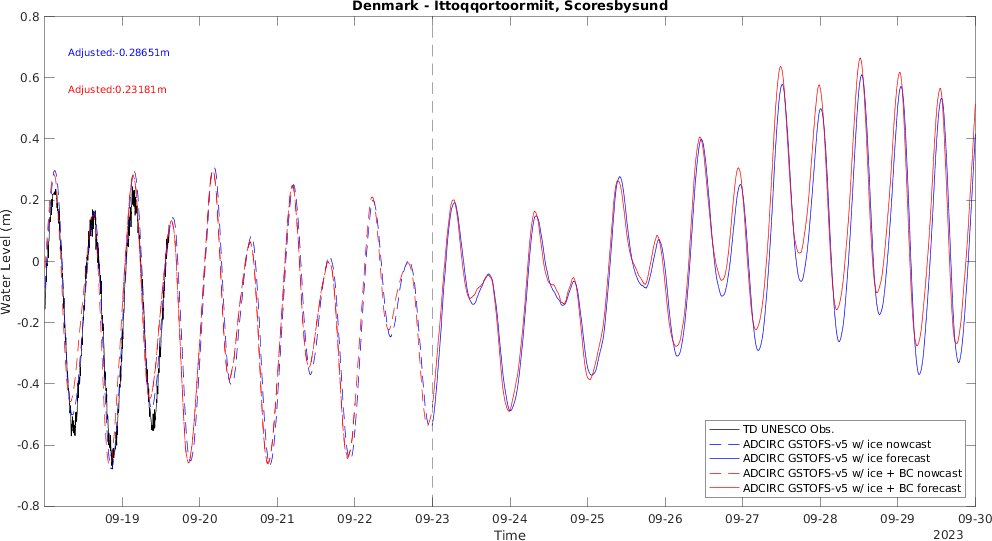 Denmark - Ittoqqortoormiit, Scoresbysund
Adjusted:-0.28651m
Adjusted:0.23181m
0.8
0.6
0.4
0.2
0
-0.2
-0.4
-0.6
-0.8
Water Level (m)
TD UNESCO Obs.
ADCIRC GSTOFS-v5 w/ ice nowcast
ADCIRC GSTOFS-v5 w/ ice forecast
ADCIRC GSTOFS-v5 w/ ice + BC nowcast
ADCIRC GSTOFS-v5 w/ ice + BC forecast
09-19 09-20 09-21 09-22 09-23 09-24 09-25 09-26 09-27 09-28 09-29 09-30
Time
2023